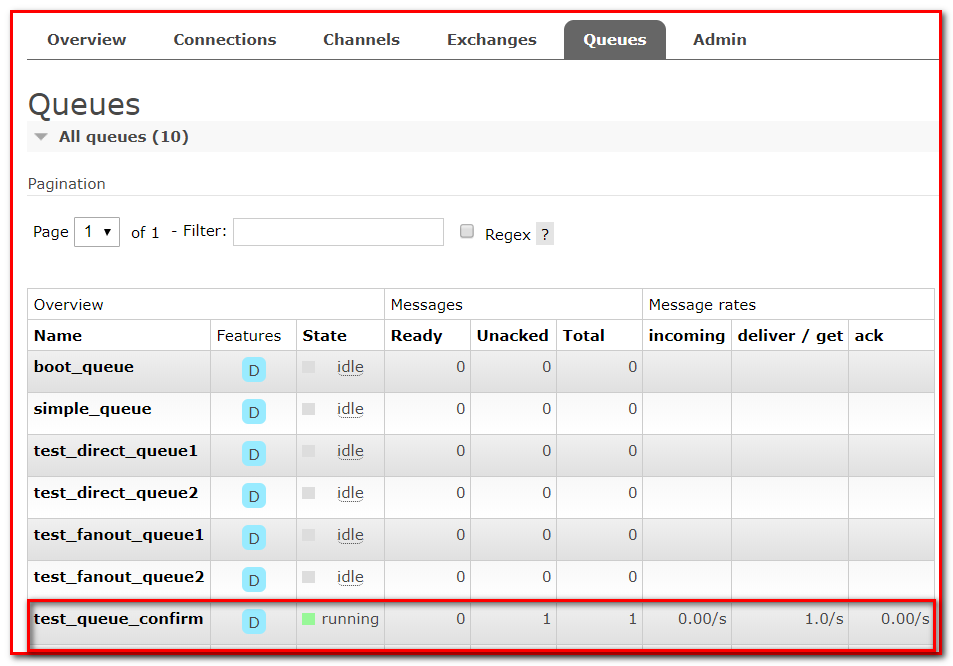 Overview Connections Channels Exchanges Queues Admin
Queues
All queues (10)
Pagination
Page 1 of 1 - Filter: Regex ?
Overview Messages Message rates
Name Features State Ready Unacked Total incoming deliver / get ack
boot_queue D idle 0 0 0
simple_queue D idle 0 0 0
test_direct_queue1 D idle 0 0 0
test_direct_queue2 D idle 0 0 0
test_fanout_queue1 D idle 0 0 0
test_fanout_queue2 D idle 0 0 0
test_queue_confirm D running 0 1 1 0.00/s 1.0/s 0.00/s